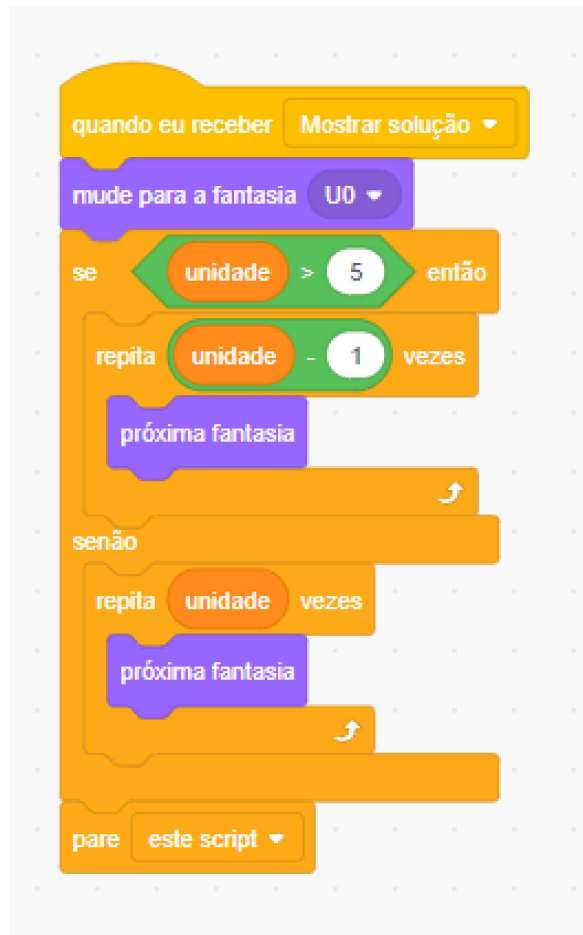 quando eu receber Mostrar solução
mude para a fantasia U0
se unidade > 5 então
repita unidade - 1 vezes
próxima fantasia
senão
repita unidade vezes
próxima fantasia
pare este script